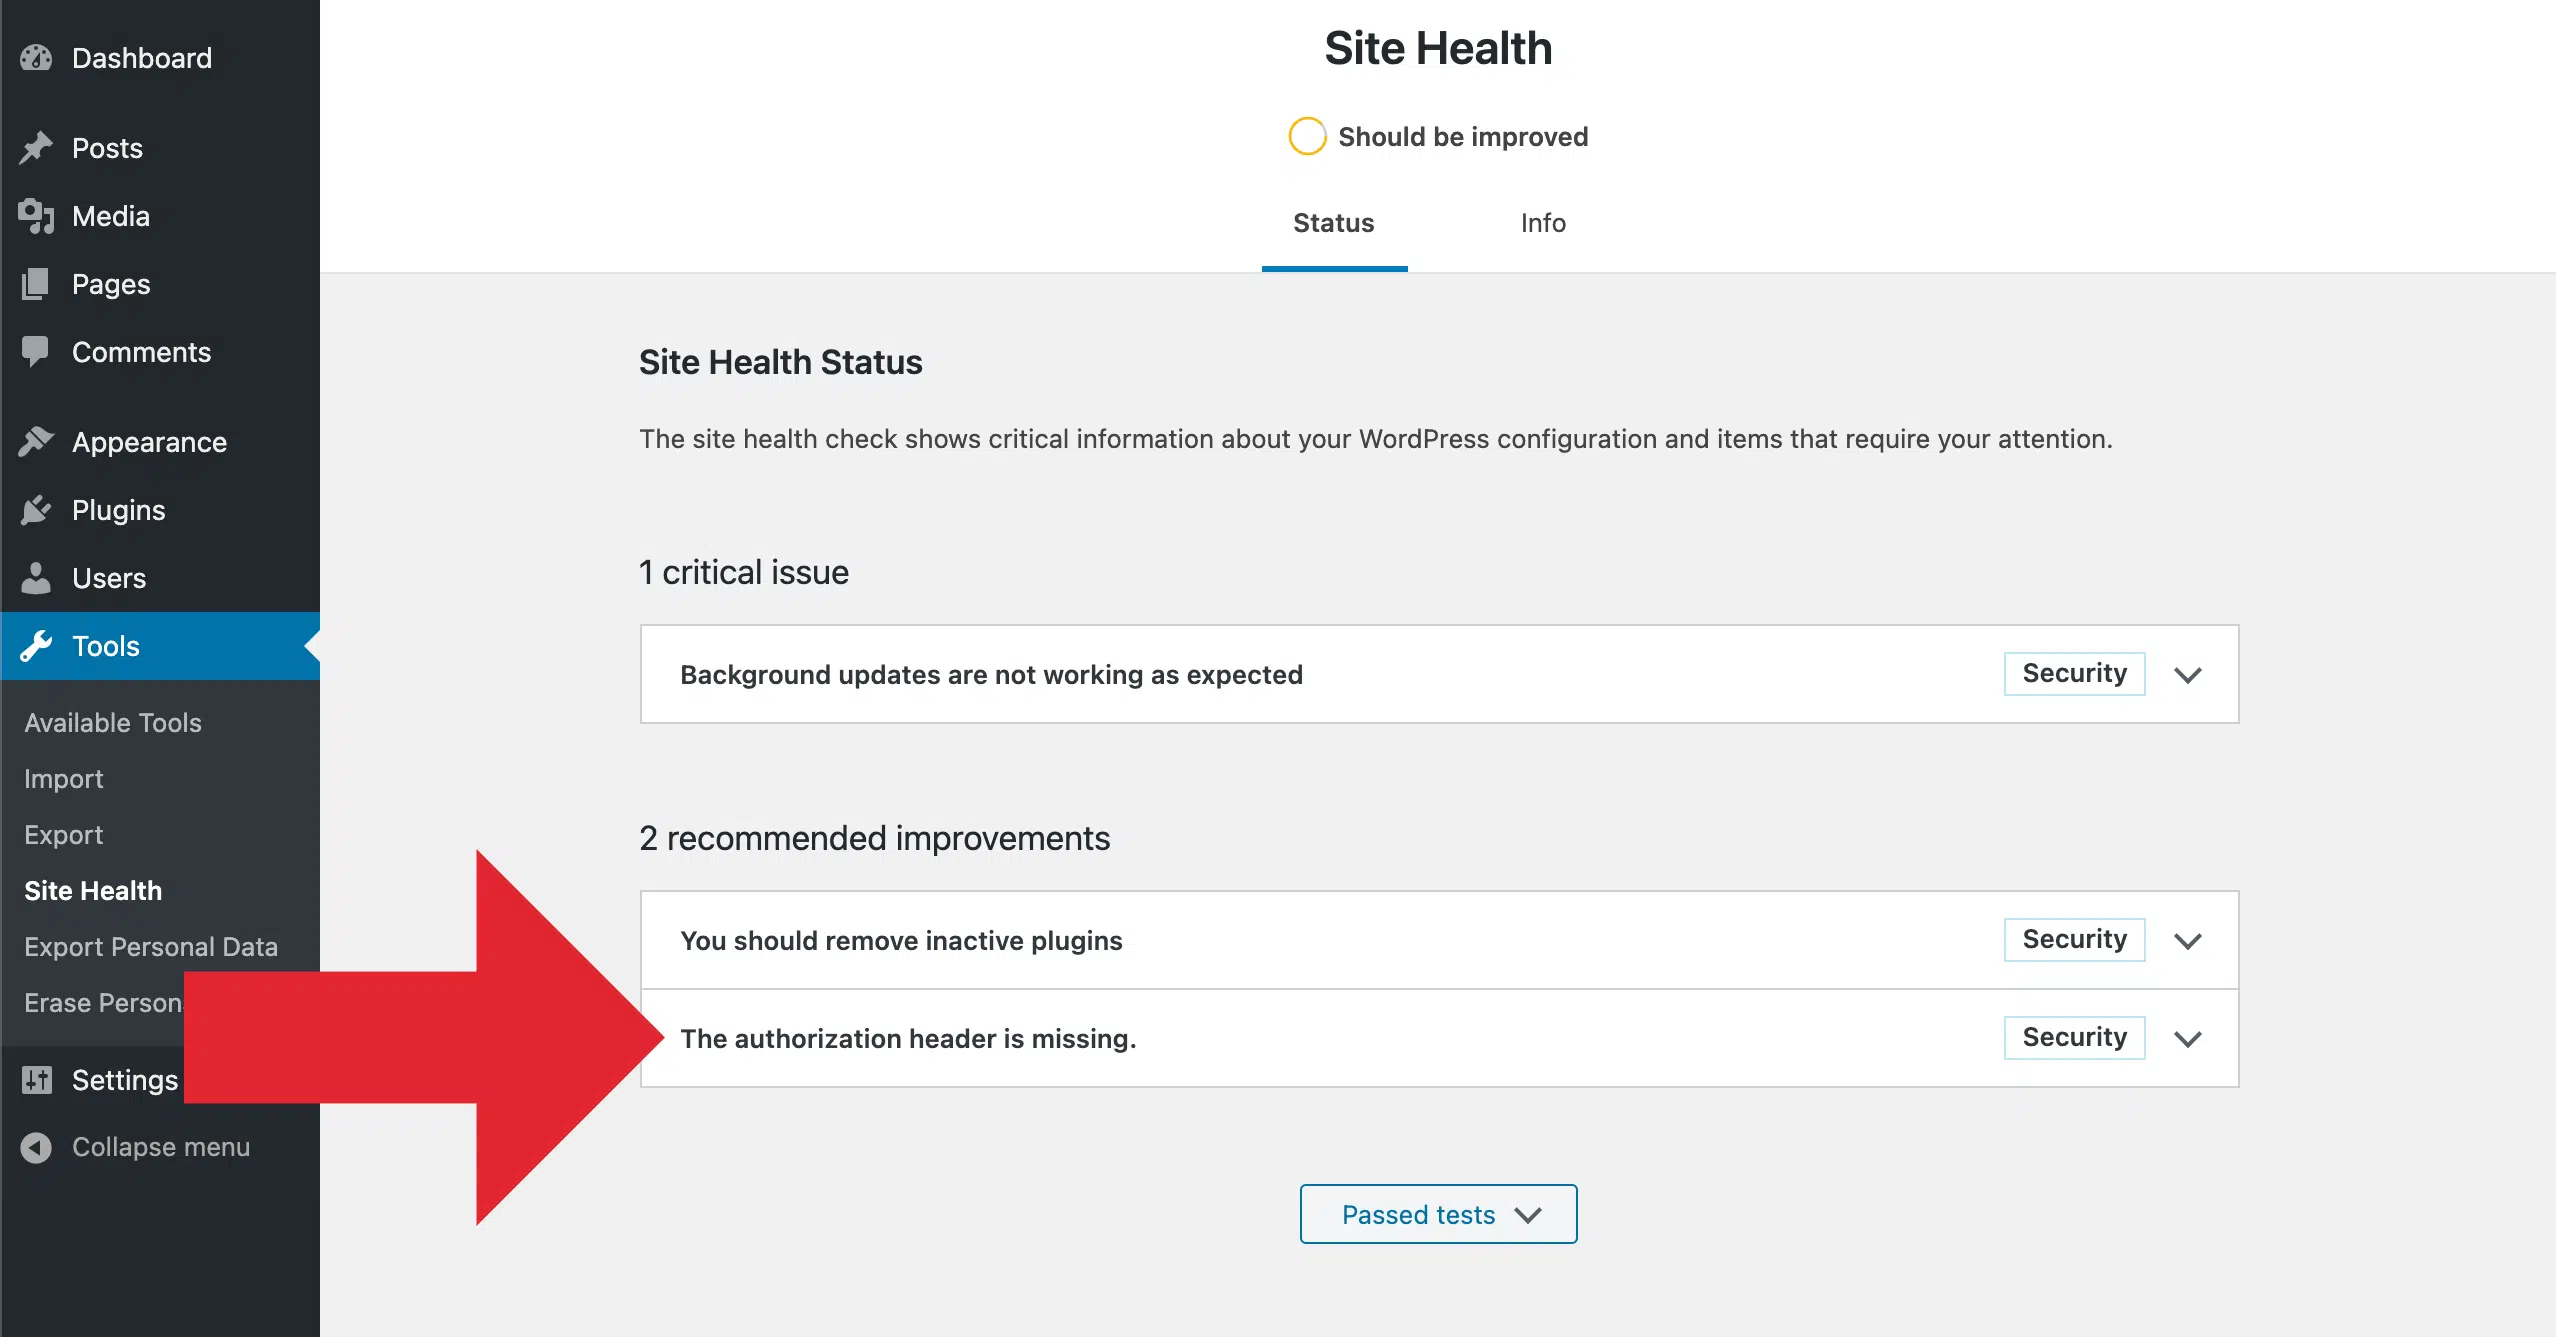 Dashboard
Posts
Media
Pages
Comments
Appearance
Plugins
Users
Tools
Available Tools
Import
Export
Site Health
Export Personal Data
Erase
Settings
Collapse menu
Site Health
Should be improved
Status
Info
Site Health Status
The site health check shows critical information about your WordPress configuration and items that require your attention.
1 critical issue
Background updates are not working as expected
Security
2 recommended improvements
You should remove inactive plugins
Security
The authorization header is missing.
Security
Passed tests